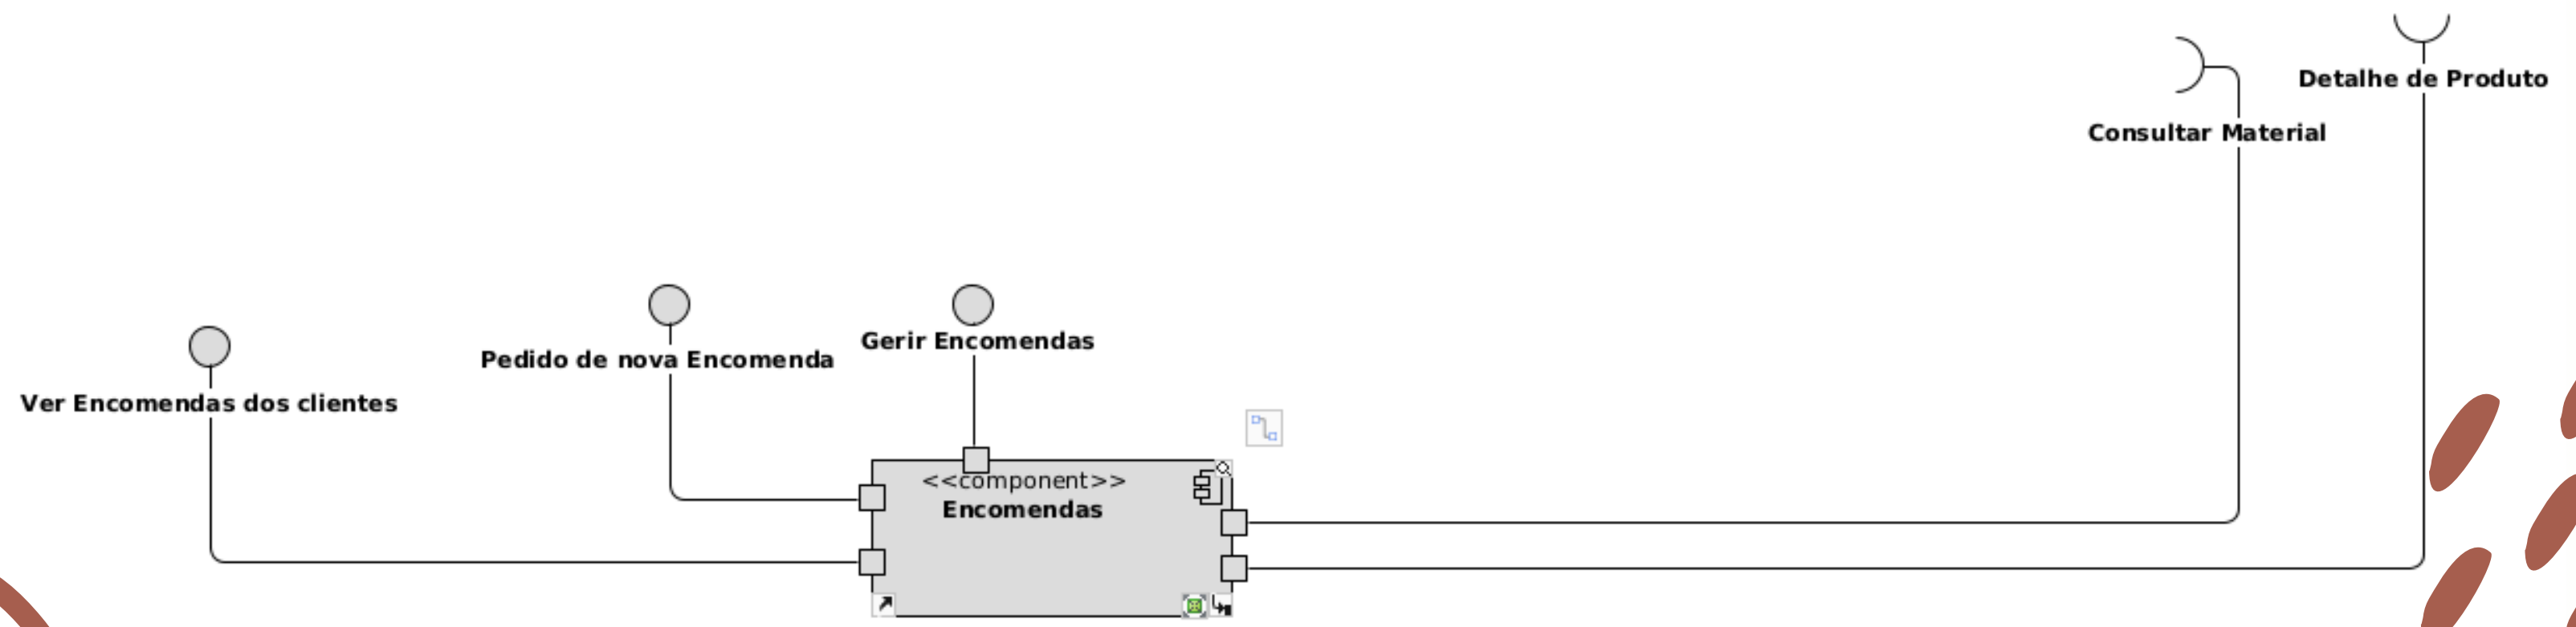 Detalhe de Produto
Consultar Material
Gerir Encomendas
Pedido de nova Encomenda
Ver Encomendas dos clientes
<<component>>
Encomendas